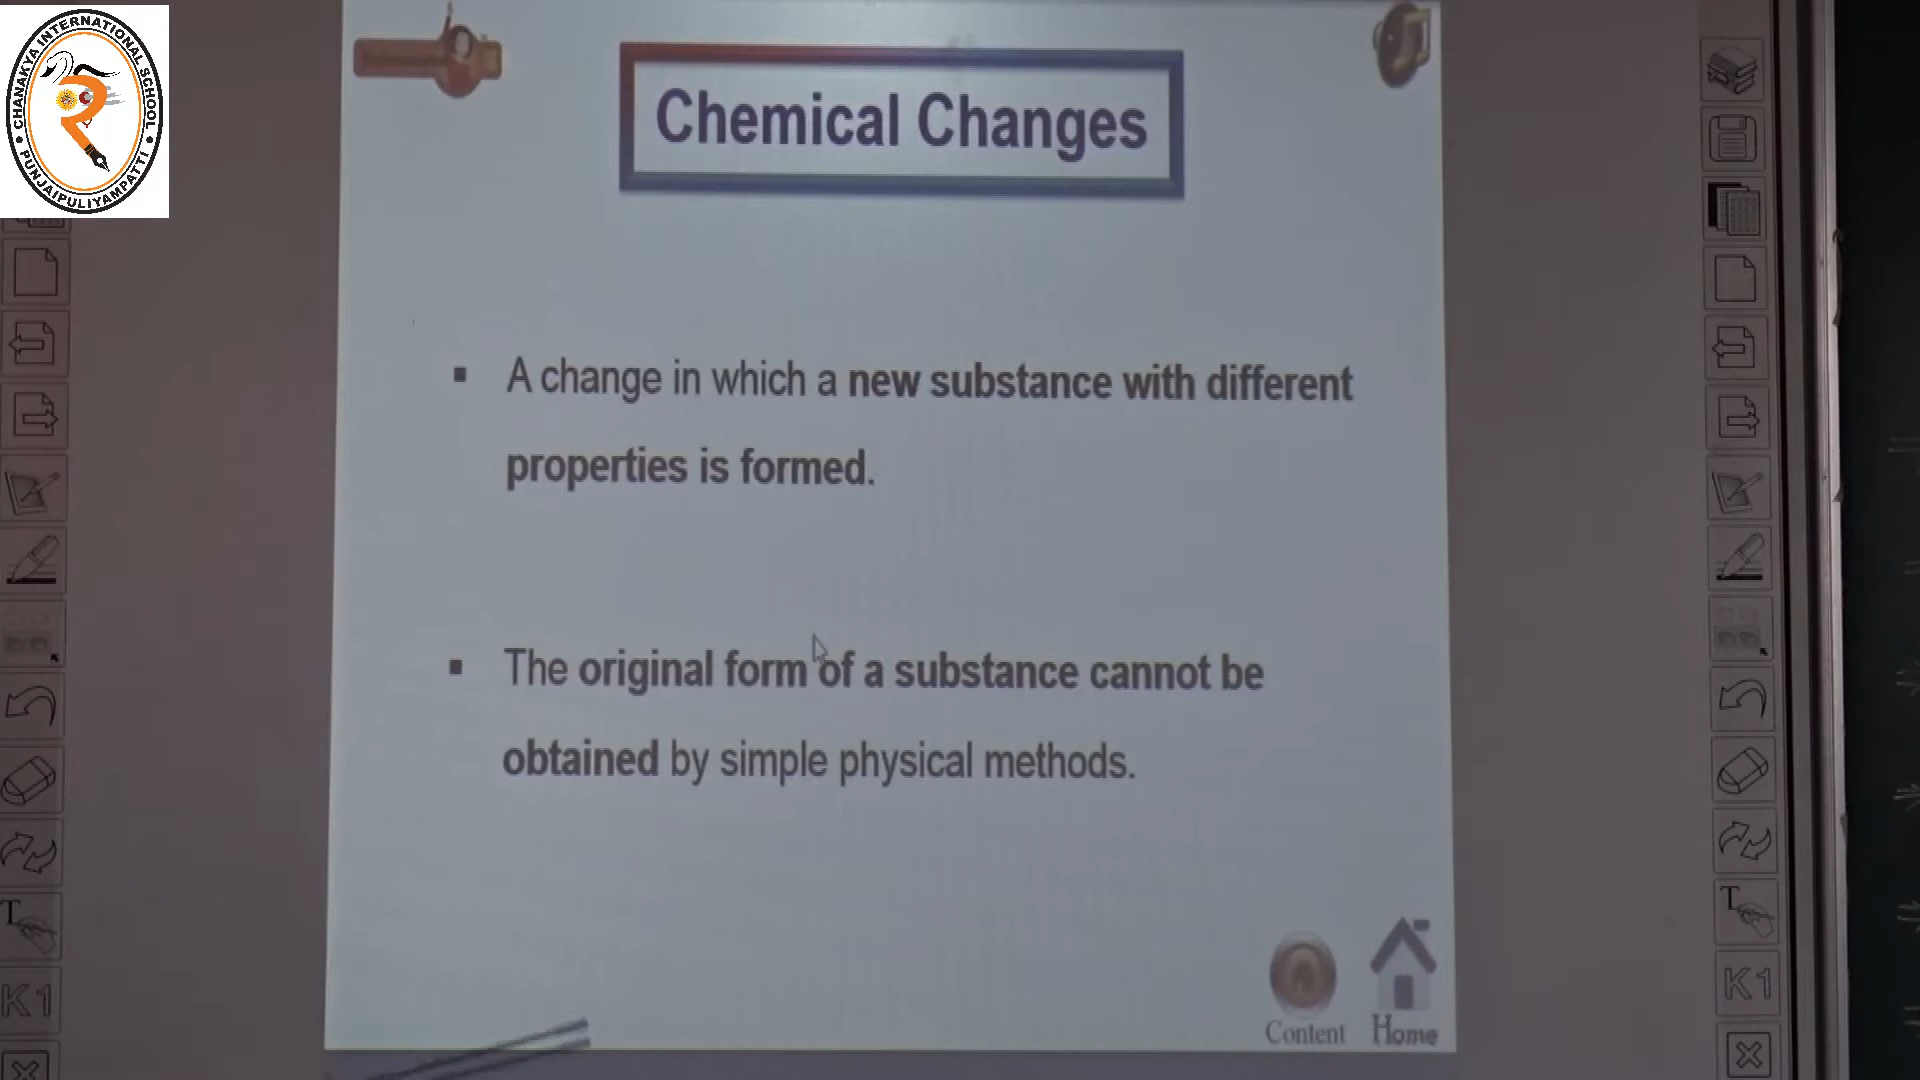 CHANAKYA INTERNATIONAL SCHOOL
PUNJAIPULIYAMPATTI
Chemical Changes
▪ A change in which a new substance with different
properties is formed.
▪ The original form of a substance cannot be
obtained by simple physical methods.
Content Home
T T
K1 K1